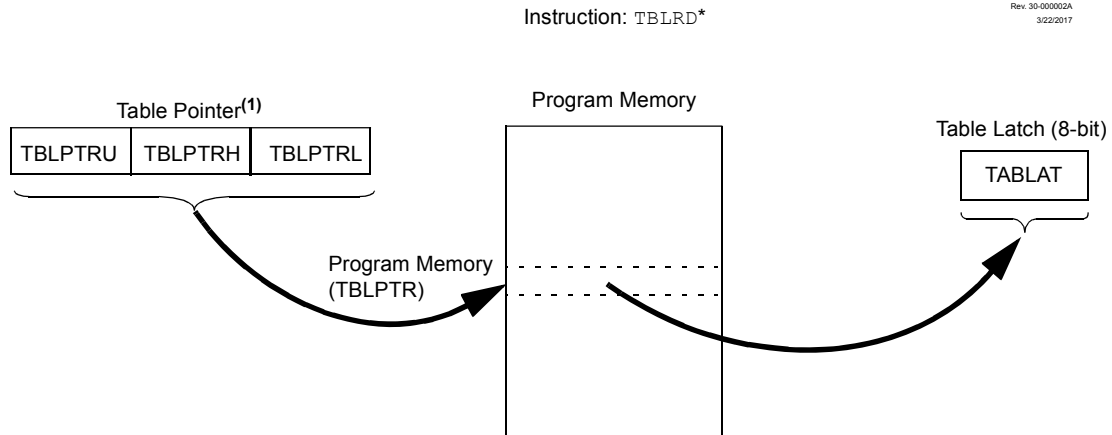 Instruction: TBLRD*
Rev. 30-000002A
3/22/2017
Table Pointer(1)
TBLPTRU TBLPTRH TBLPTRL
Program Memory
Table Latch (8-bit)
TABLAT
Program Memory
(TBLPTR)